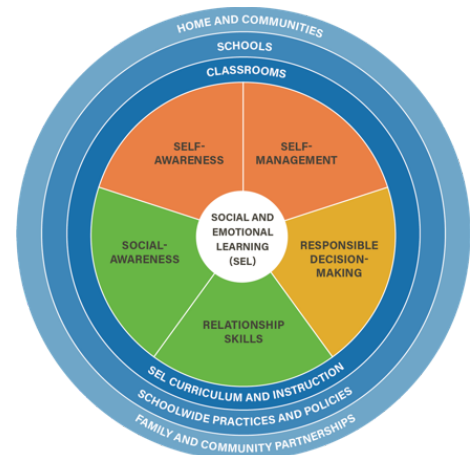 HOME AND COMMUNITIES
SCHOOLS
CLASSROOMS
SELF-
AWARENESS
SELF-
MANAGEMENT
SOCIAL AND
EMOTIONAL
LEARNING
(SEL)
SOCIAL-
AWARENESS
RESPONSIBLE
DECISION-
MAKING
RELATIONSHIP
SKILLS
SEL CURRICULUM AND INSTRUCTION
SCHOOLWIDE PRACTICES AND POLICIES
FAMILY AND COMMUNITY PARTNERSHIPS